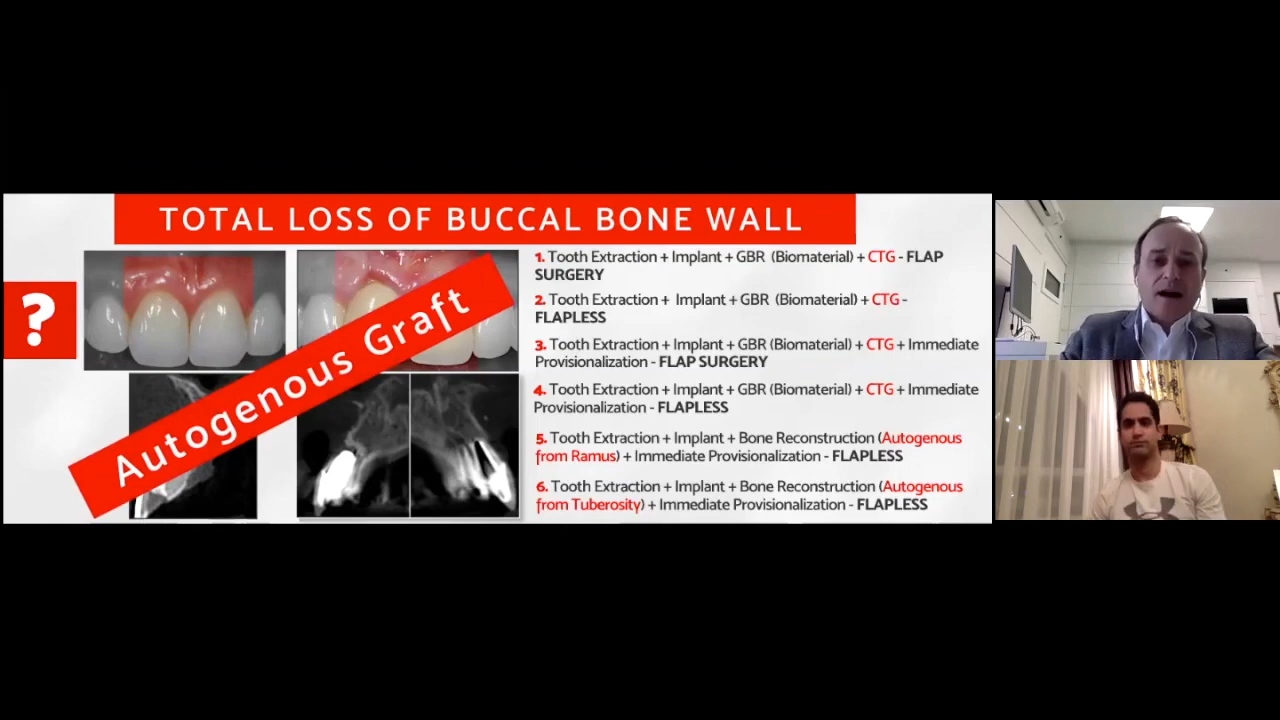 TOTAL LOSS OF BUCCAL BONE WALL
?
Autogenous Graft
1. Tooth Extraction + Implant + GBR (Biomaterial) + CTG - FLAP
SURGERY
2. Tooth Extraction + Implant + GBR (Biomaterial) + CTG -
FLAPLESS
3. Tooth Extraction + Implant + GBR (Biomaterial) + CTG + Immediate
Provisionalization - FLAP SURGERY
4. Tooth Extraction + Implant + GBR (Biomaterial) + CTG + Immediate
Provisionalization - FLAPLESS
5. Tooth Extraction + Implant + Bone Reconstruction (Autogenous
from Ramus) + Immediate Provisionalization - FLAPLESS
6. Tooth Extraction + Implant + Bone Reconstruction (Autogenous
from Tuberosity) + Immediate Provisionalization - FLAPLESS